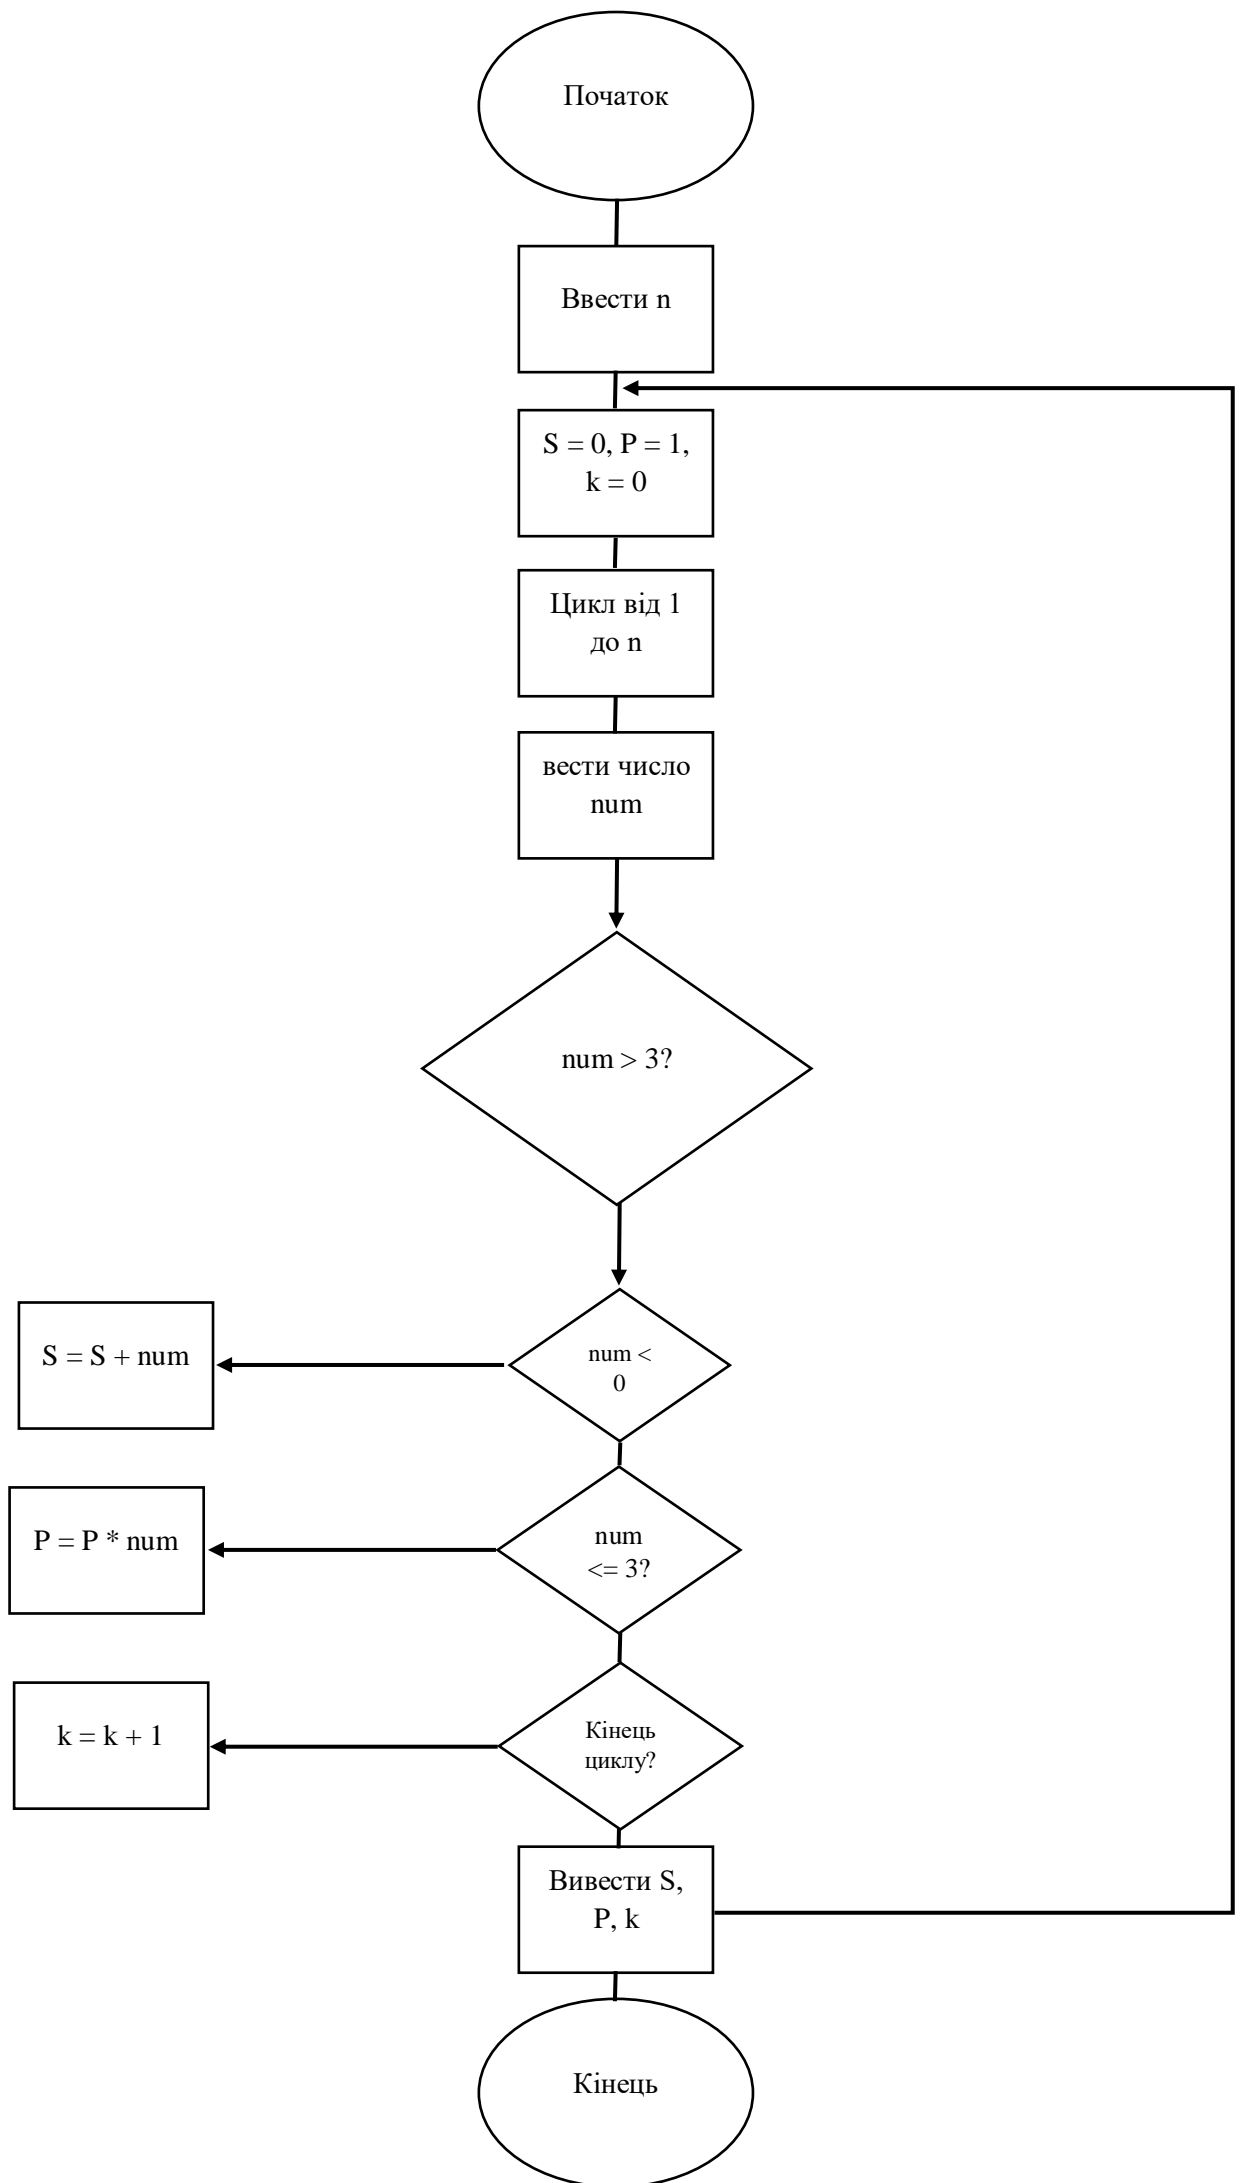 Початок
Ввести n
S = 0, P = 1,
k = 0
Цикл від 1
до n
вести число
num
num > 3?
S = S + num
num <
0
P = P * num
num
<= 3?
k = k + 1
Кінець
циклу?
Вивести S,
P, k
Кінець